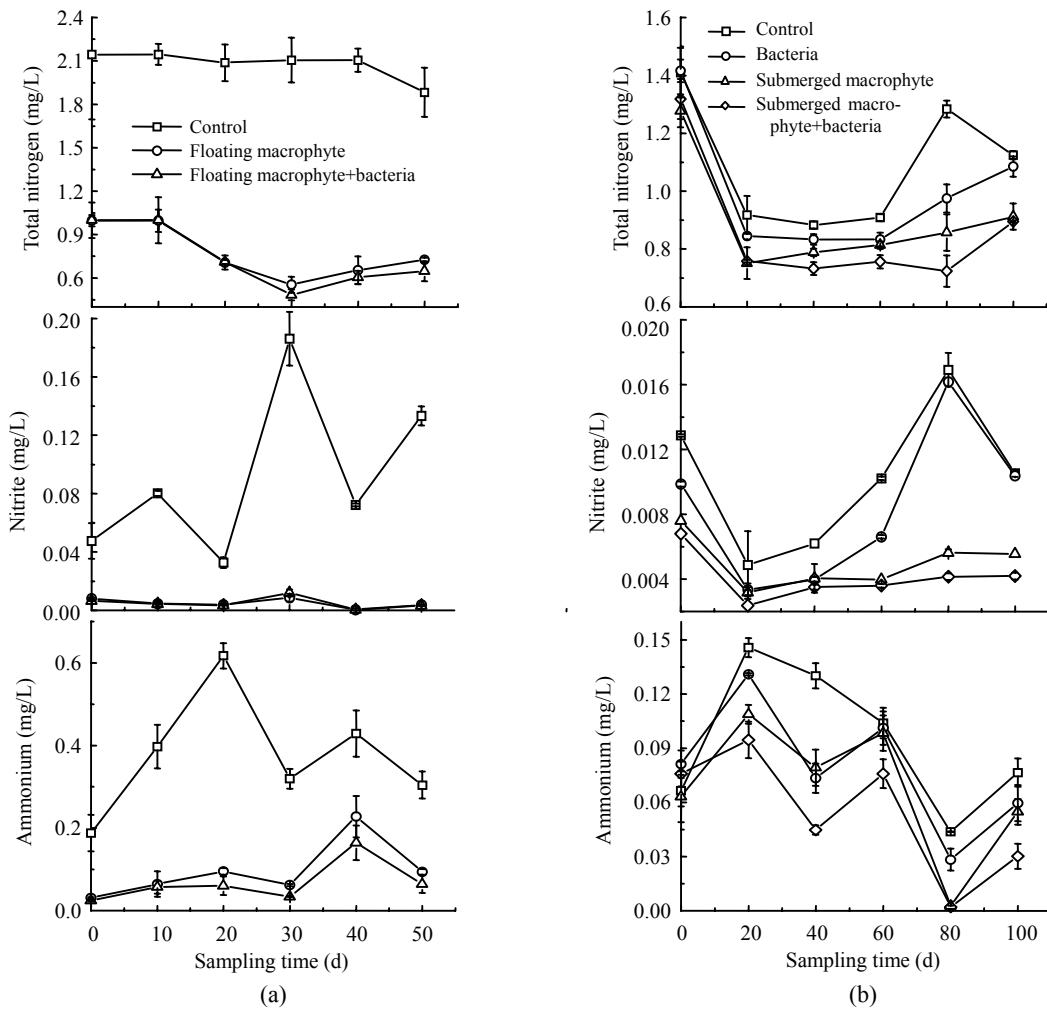 2.4
2.1
1.8
1.5
1.2
0.9
0.6
Total nitrogen (mg/L)
Control
Floating macrophyte
Floating macrophyte+bacteria
0.20
0.16
0.12
0.08
0.04
0.00
Nitrite (mg/L)
0.6
0.4
0.2
0.0
Ammonium (mg/L)
0 10 20 30 40 50
Sampling time (d)
(a)
1.6
1.4
1.2
1.0
0.8
0.6
Total nitrogen (mg/L)
Control
Bacteria
Submerged macrophyte
Submerged macro-
phyte+bacteria
0.020
0.016
0.012
0.008
0.004
Nitrite (mg/L)
0.15
0.12
0.09
0.06
0.03
0.00
Ammonium (mg/L)
0 20 40 60 80 100
Sampling time (d)
(b)